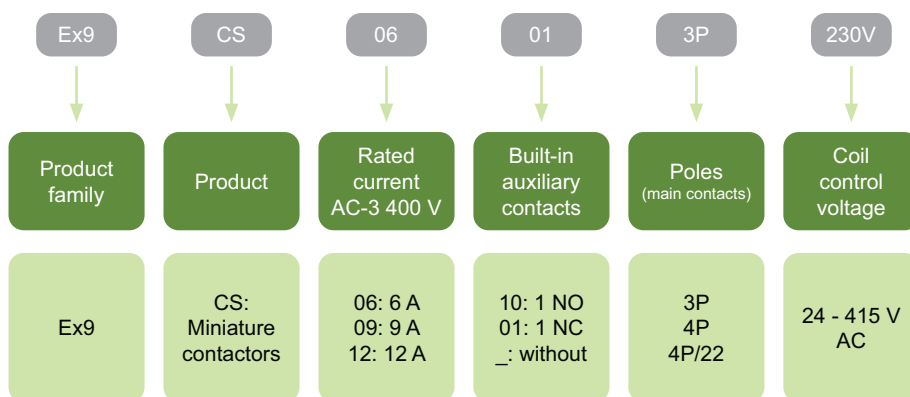 Ex9 CS 06 01 3P 230V
Product family
Product
Rated current AC-3 400 V
Built-in auxiliary contacts
Poles (main contacts)
Coil control voltage
Ex9
CS:
Miniature
contactors
06: 6 A
09: 9 A
12: 12 A
10: 1 NO
01: 1 NC
_: without
3P
4P
4P/22
24 - 415 V
AC